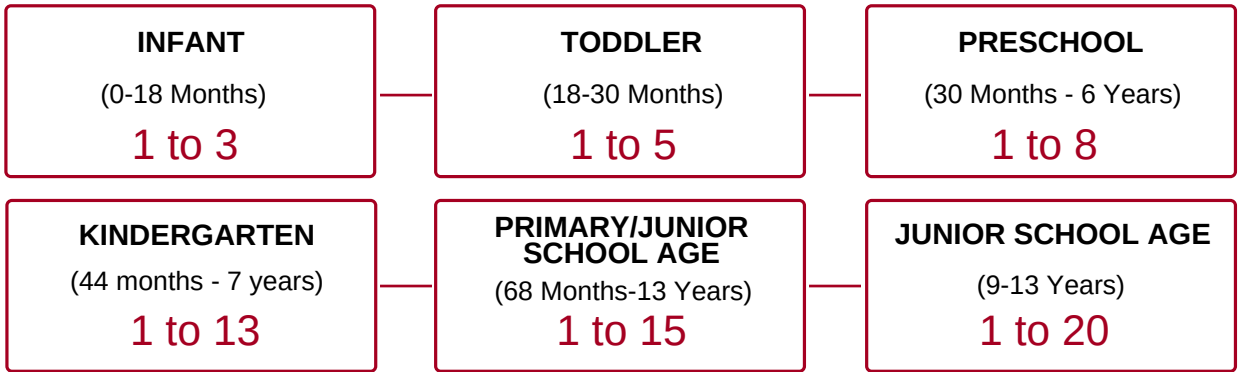 INFANT
(0-18 Months)
1 to 3
TODDLER
(18-30 Months)
1 to 5
PRESCHOOL
(30 Months - 6 Years)
1 to 8
KINDERGARTEN
(44 months - 7 years)
1 to 13
PRIMARY/JUNIOR
SCHOOL AGE
(68 Months-13 Years)
1 to 15
JUNIOR SCHOOL AGE
(9-13 Years)
1 to 20